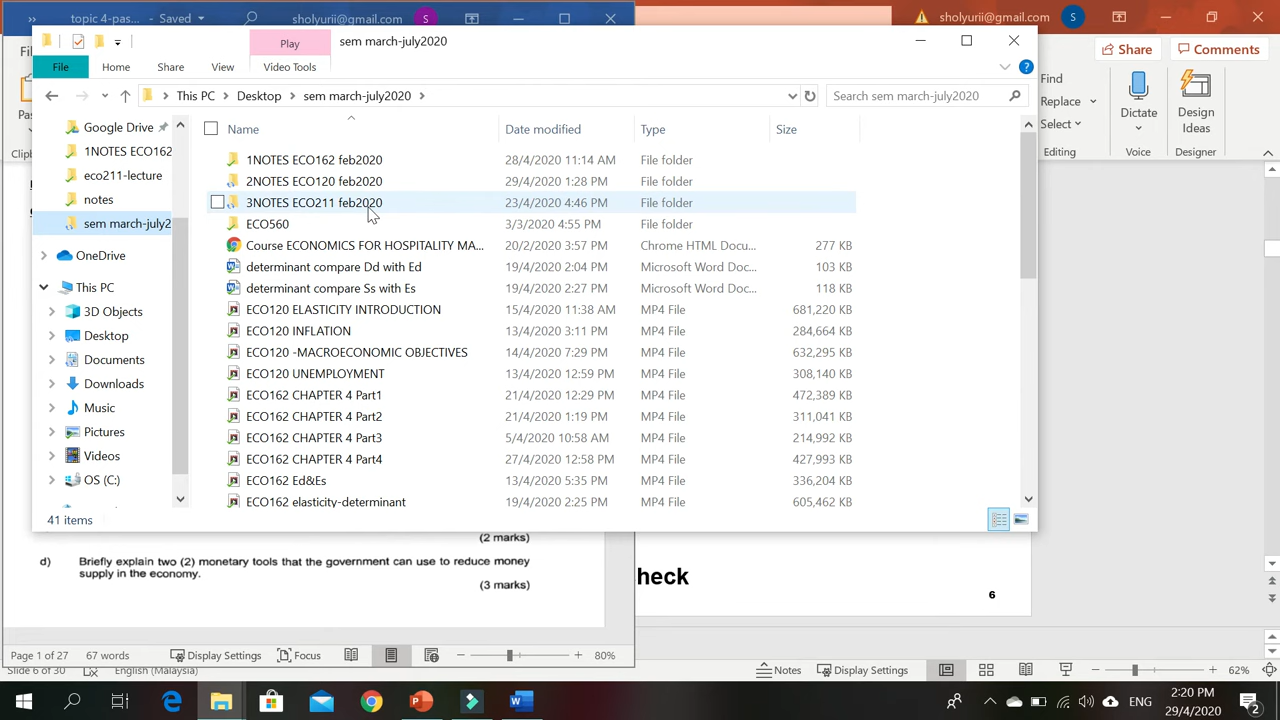 topic 4-pas...
Saved
sholyurii@gmail.com
S
sholyurii@gmail.com
S
Play
sem march-july2020
File
Home
Share
View
Video Tools
Share
Comments
This PC
Desktop
sem march-july2020
Search sem march-july2020
Find
Replace
Select
Editing
Dictate
Voice
Design
Ideas
Designer
Google Drive
1NOTES ECO162
eco211-lecture
notes
sem march-july2
OneDrive
This PC
3D Objects
Desktop
Documents
Downloads
Music
Pictures
Videos
OS (C:)
Name Date modified Type Size
1NOTES ECO162 feb2020 28/4/2020 11:14 AM File folder
2NOTES ECO120 feb2020 29/4/2020 1:28 PM File folder
3NOTES ECO211 feb2020 23/4/2020 4:46 PM File folder
ECO560 3/3/2020 4:55 PM File folder
Course ECONOMICS FOR HOSPITALITY MA... 20/2/2020 3:57 PM Chrome HTML Docu... 277 KB
determinant compare Dd with Ed 19/4/2020 2:04 PM Microsoft Word Doc... 103 KB
determinant compare Ss with Es 19/4/2020 2:27 PM Microsoft Word Doc... 118 KB
ECO120 ELASTICITY INTRODUCTION 15/4/2020 11:38 AM MP4 File 681,220 KB
ECO120 INFLATION 13/4/2020 3:11 PM MP4 File 284,664 KB
ECO120 -MACROECONOMIC OBJECTIVES 14/4/2020 7:29 PM MP4 File 632,295 KB
ECO120 UNEMPLOYMENT 13/4/2020 12:59 PM MP4 File 308,140 KB
ECO162 CHAPTER 4 Part1 21/4/2020 12:29 PM MP4 File 472,389 KB
ECO162 CHAPTER 4 Part2 21/4/2020 1:19 PM MP4 File 311,041 KB
ECO162 CHAPTER 4 Part3 5/4/2020 10:58 AM MP4 File 214,992 KB
ECO162 CHAPTER 4 Part4 27/4/2020 12:58 PM MP4 File 427,993 KB
ECO162 Ed&Es 13/4/2020 5:35 PM MP4 File 336,204 KB
ECO162 elasticity-determinant 19/4/2020 2:25 PM MP4 File 605,462 KB
41 items
(2 marks)
d) Briefly explain two (2) monetary tools that the government can use to reduce money
supply in the economy.
(3 marks)
heck
6
Page 1 of 27 67 words Display Settings Focus 80%
Slide 6 of 30 English (Malaysia) Notes Display Settings 62%
ENG
2:20 PM
29/4/2020
2